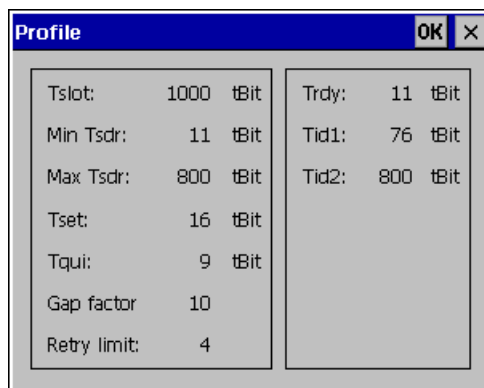 Profile OK ×
Tslot: 1000 tBit
Min Tsdr: 11 tBit
Max Tsdr: 800 tBit
Tset: 16 tBit
Tqui: 9 tBit
Gap factor 10
Retry limit: 4
Trdy: 11 tBit
Tid1: 76 tBit
Tid2: 800 tBit